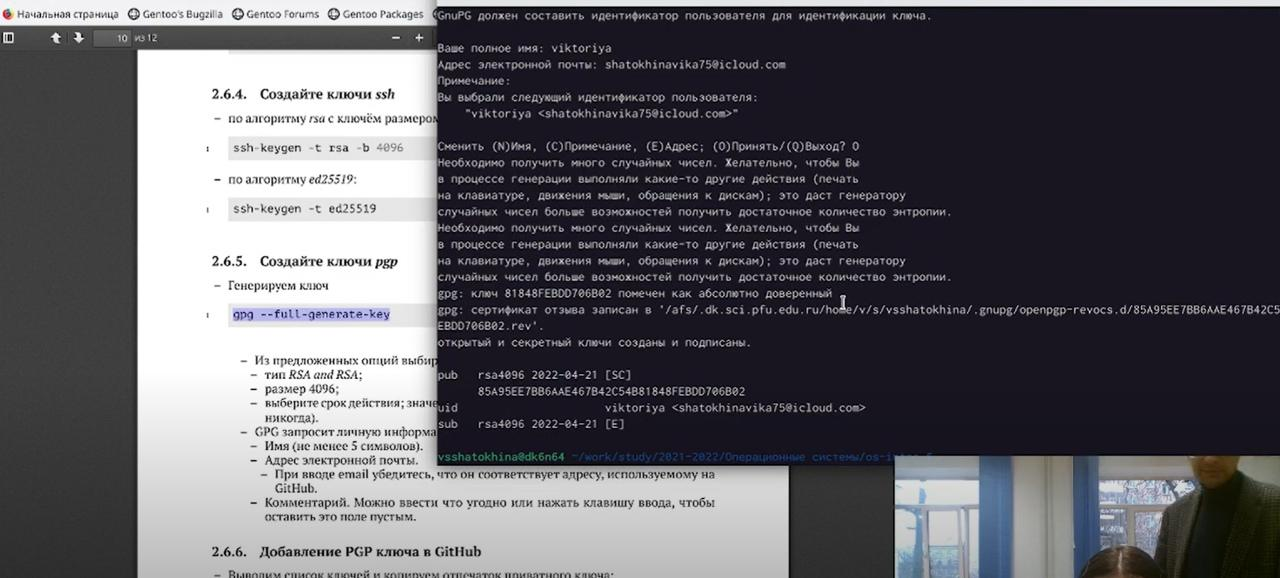 Начальная страница Gentoo's Bugzilla Gentoo Forums Gentoo Packages
10 из 12
2.6.4. Создайте ключи ssh
– по алгоритму rsa с ключём размером
1 ssh-keygen -t rsa -b 4096
– по алгоритму ed25519:
1 ssh-keygen -t ed25519
2.6.5. Создайте ключи pgp
– Генерируем ключ
1 gpg --full-generate-key
– Из предложенных опций выбир
– тип RSA and RSA;
– размер 4096;
– выберите срок действия; значе
никогда).
– GPG запросит личную информа
– Имя (не менее 5 символов).
– Адрес электронной почты.
– При вводе email убедитесь, что он соответствует адресу, используемому на
GitHub.
– Комментарий. Можно ввести что угодно или нажать клавишу ввода, чтобы
оставить это поле пустым.
2.6.6. Добавление PGP ключа в GitHub
– Выводим список ключей и копируем отпечаток приватного ключа:
GnuPG должен составить идентификатор пользователя для идентификации ключа.
Ваше полное имя: viktoriya
Адрес электронной почты: shatokhinavika75@icloud.com
Примечание:
Вы выбрали следующий идентификатор пользователя:
"viktoriya <shatokhinavika75@icloud.com>"
Сменить (N)Имя, (C)Примечание, (E)Адрес; (O)Принять/(Q)Выход? O
Необходимо получить много случайных чисел. Желательно, чтобы Вы
в процессе генерации выполняли какие-то другие действия (печать
на клавиатуре, движения мыши, обращения к дискам); это даст генератору
случайных чисел больше возможностей получить достаточное количество энтропии.
Необходимо получить много случайных чисел. Желательно, чтобы Вы
в процессе генерации выполняли какие-то другие действия (печать
на клавиатуре, движения мыши, обращения к дискам); это даст генератору
случайных чисел больше возможностей получить достаточное количество энтропии.
gpg: ключ 81848FEBDD706B02 помечен как абсолютно доверенный
gpg: сертификат отзыва записан в '/afs/.dk.sci.pfu.edu.ru/home/v/s/vsshatokhina/.gnupg/openpgp-revocs.d/85A95EE7BB6AAE467B42C5
EBDD706B02.rev'.
открытый и секретный ключи созданы и подписаны.
pub rsa4096 2022-04-21 [SC]
85A95EE7BB6AAE467B42C54B81848FEBDD706B02
uid viktoriya <shatokhinavika75@icloud.com>
sub rsa4096 2022-04-21 [E]
vsshatokhina@dk6n64 ~/work/study/2021-2022/Операционные системы/os-intro